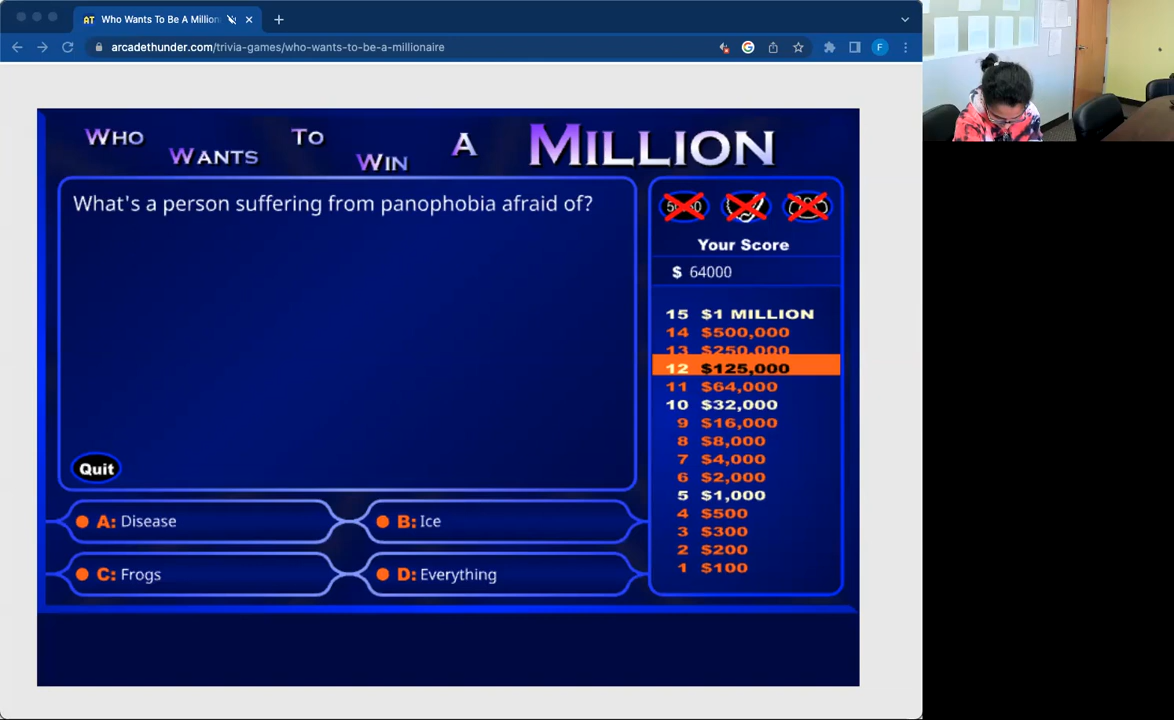 Who Wants To Be A Million
arcadethunder.com/trivia-games/who-wants-to-be-a-millionaire
F
WHO WANTS TO WIN A MILLION
What's a person suffering from panophobia afraid of?
Quit
A: Disease
B: Ice
C: Frogs
D: Everything
Your Score
$ 64000
15 $1 MILLION
14 $500,000
13 $250,000
12 $125,000
11 $64,000
10 $32,000
9 $16,000
8 $8,000
7 $4,000
6 $2,000
5 $1,000
4 $500
3 $300
2 $200
1 $100